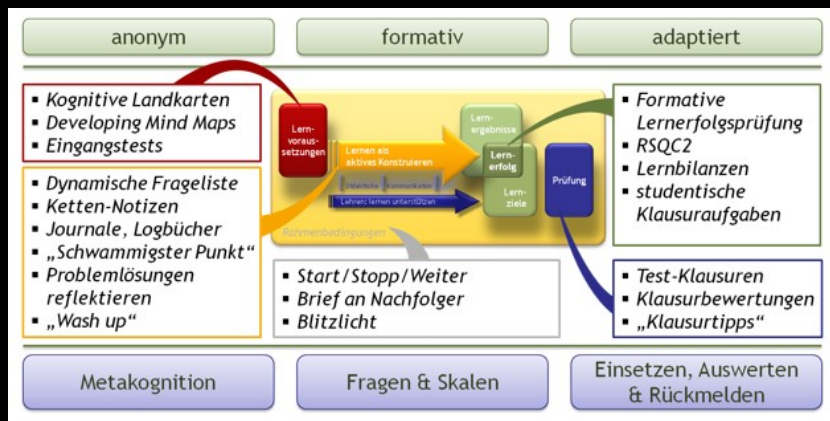 anonym
formativ
adaptiert
▪ Kognitive Landkarten
▪ Developing Mind Maps
▪ Eingangstests
▪ Dynamische Frageliste
▪ Ketten-Notizen
▪ Journale, Logbücher
▪ „Schwammigster Punkt“
▪ Problemlösungen
reflektieren
▪ „Wash up“
Lern-
voraus-
setzungen
Lernen als
aktives Konstruieren
Kommunikation
Lehren: lernen unterstützen
Rahmenbedingungen
Lern-
ergebnisse
Lern-
erfolg
Lern-
ziele
Prüfung
▪ Start/Stopp/Weiter
▪ Brief an Nachfolger
▪ Blitzlicht
▪ Formative
Lernerfolgsprüfung
▪ RSQC2
▪ Lernbilanzen
▪ studentische
Klausuraufgaben
▪ Test-Klausuren
▪ Klausurbewertungen
▪ „Klausurtipps“
Metakognition
Fragen & Skalen
Einsetzen, Auswerten
& Rückmelden